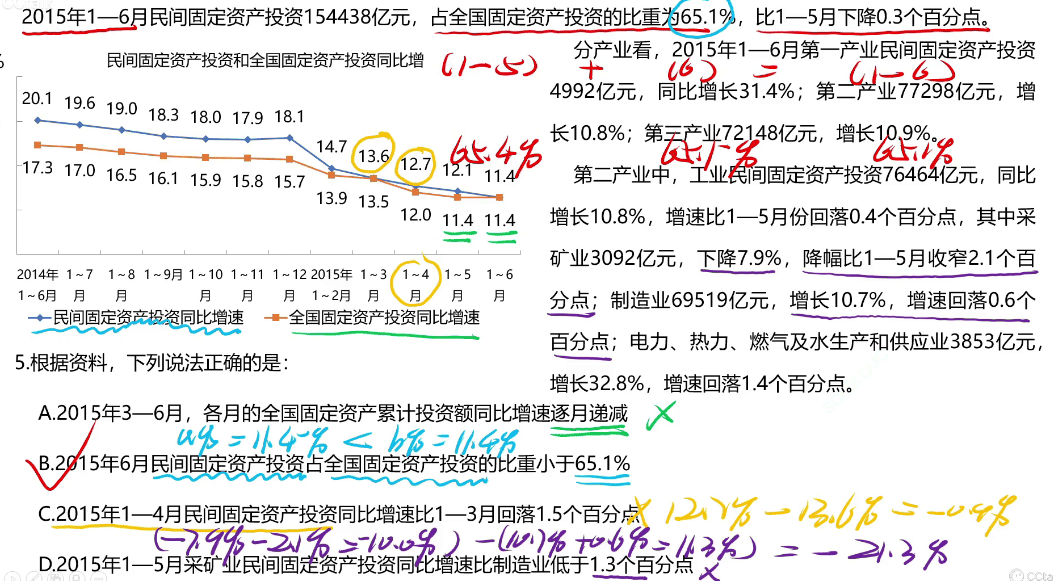 2015年1—6月民间固定资产投资154438亿元，占全国固定资产投资的比重为65.1%，比1—5月下降0.3个百分点。
民间固定资产投资和全国固定资产投资同比增
(1-5) + (6) = (1-6)
20.1 19.6 19.0 18.3 18.0 17.9 18.1 14.7 13.6 12.7 12.1 11.4
17.3 17.0 16.5 16.1 15.9 15.8 15.7 13.9 13.5 12.0 11.4 11.4
65.4% 65.1-% 65.1%
2014年 1～7 1～8 1～9月 1～10 1～11 1～12 2015年 1～3 1～4 1～5 1～6
1～6月 月 月 月 月 月 1～2月 月 月 月 月
民间固定资产投资同比增速 全国固定资产投资同比增速
分产业看，2015年1—6月第一产业民间固定资产投资
4992亿元，同比增长31.4%；第二产业77298亿元，增
长10.8%；第三产业72148亿元，增长10.9%。
第二产业中，工业民间固定资产投资76464亿元，同比
增长10.8%，增速比1—5月份回落0.4个百分点，其中采
矿业3092亿元，下降7.9%，降幅比1—5月收窄2.1个百
分点；制造业69519亿元，增长10.7%，增速回落0.6个
百分点；电力、热力、燃气及水生产和供应业3853亿元，
增长32.8%，增速回落1.4个百分点。
5.根据资料，下列说法正确的是：
A.2015年3—6月，各月的全国固定资产累计投资额同比增速逐月递减
a% = 11.4-% < b% = 11.4%
B.2015年6月民间固定资产投资占全国固定资产投资的比重小于65.1%
C.2015年1—4月民间固定资产投资同比增速比1—3月回落1.5个百分点
12.7% - 13.6% = -0.9%
(-7.9% - 2.1% = -10.0%) - (10.7% + 0.6% = 11.3%) = -21.3%
D.2015年1—5月采矿业民间固定资产投资同比增速比制造业低于1.3个百分点